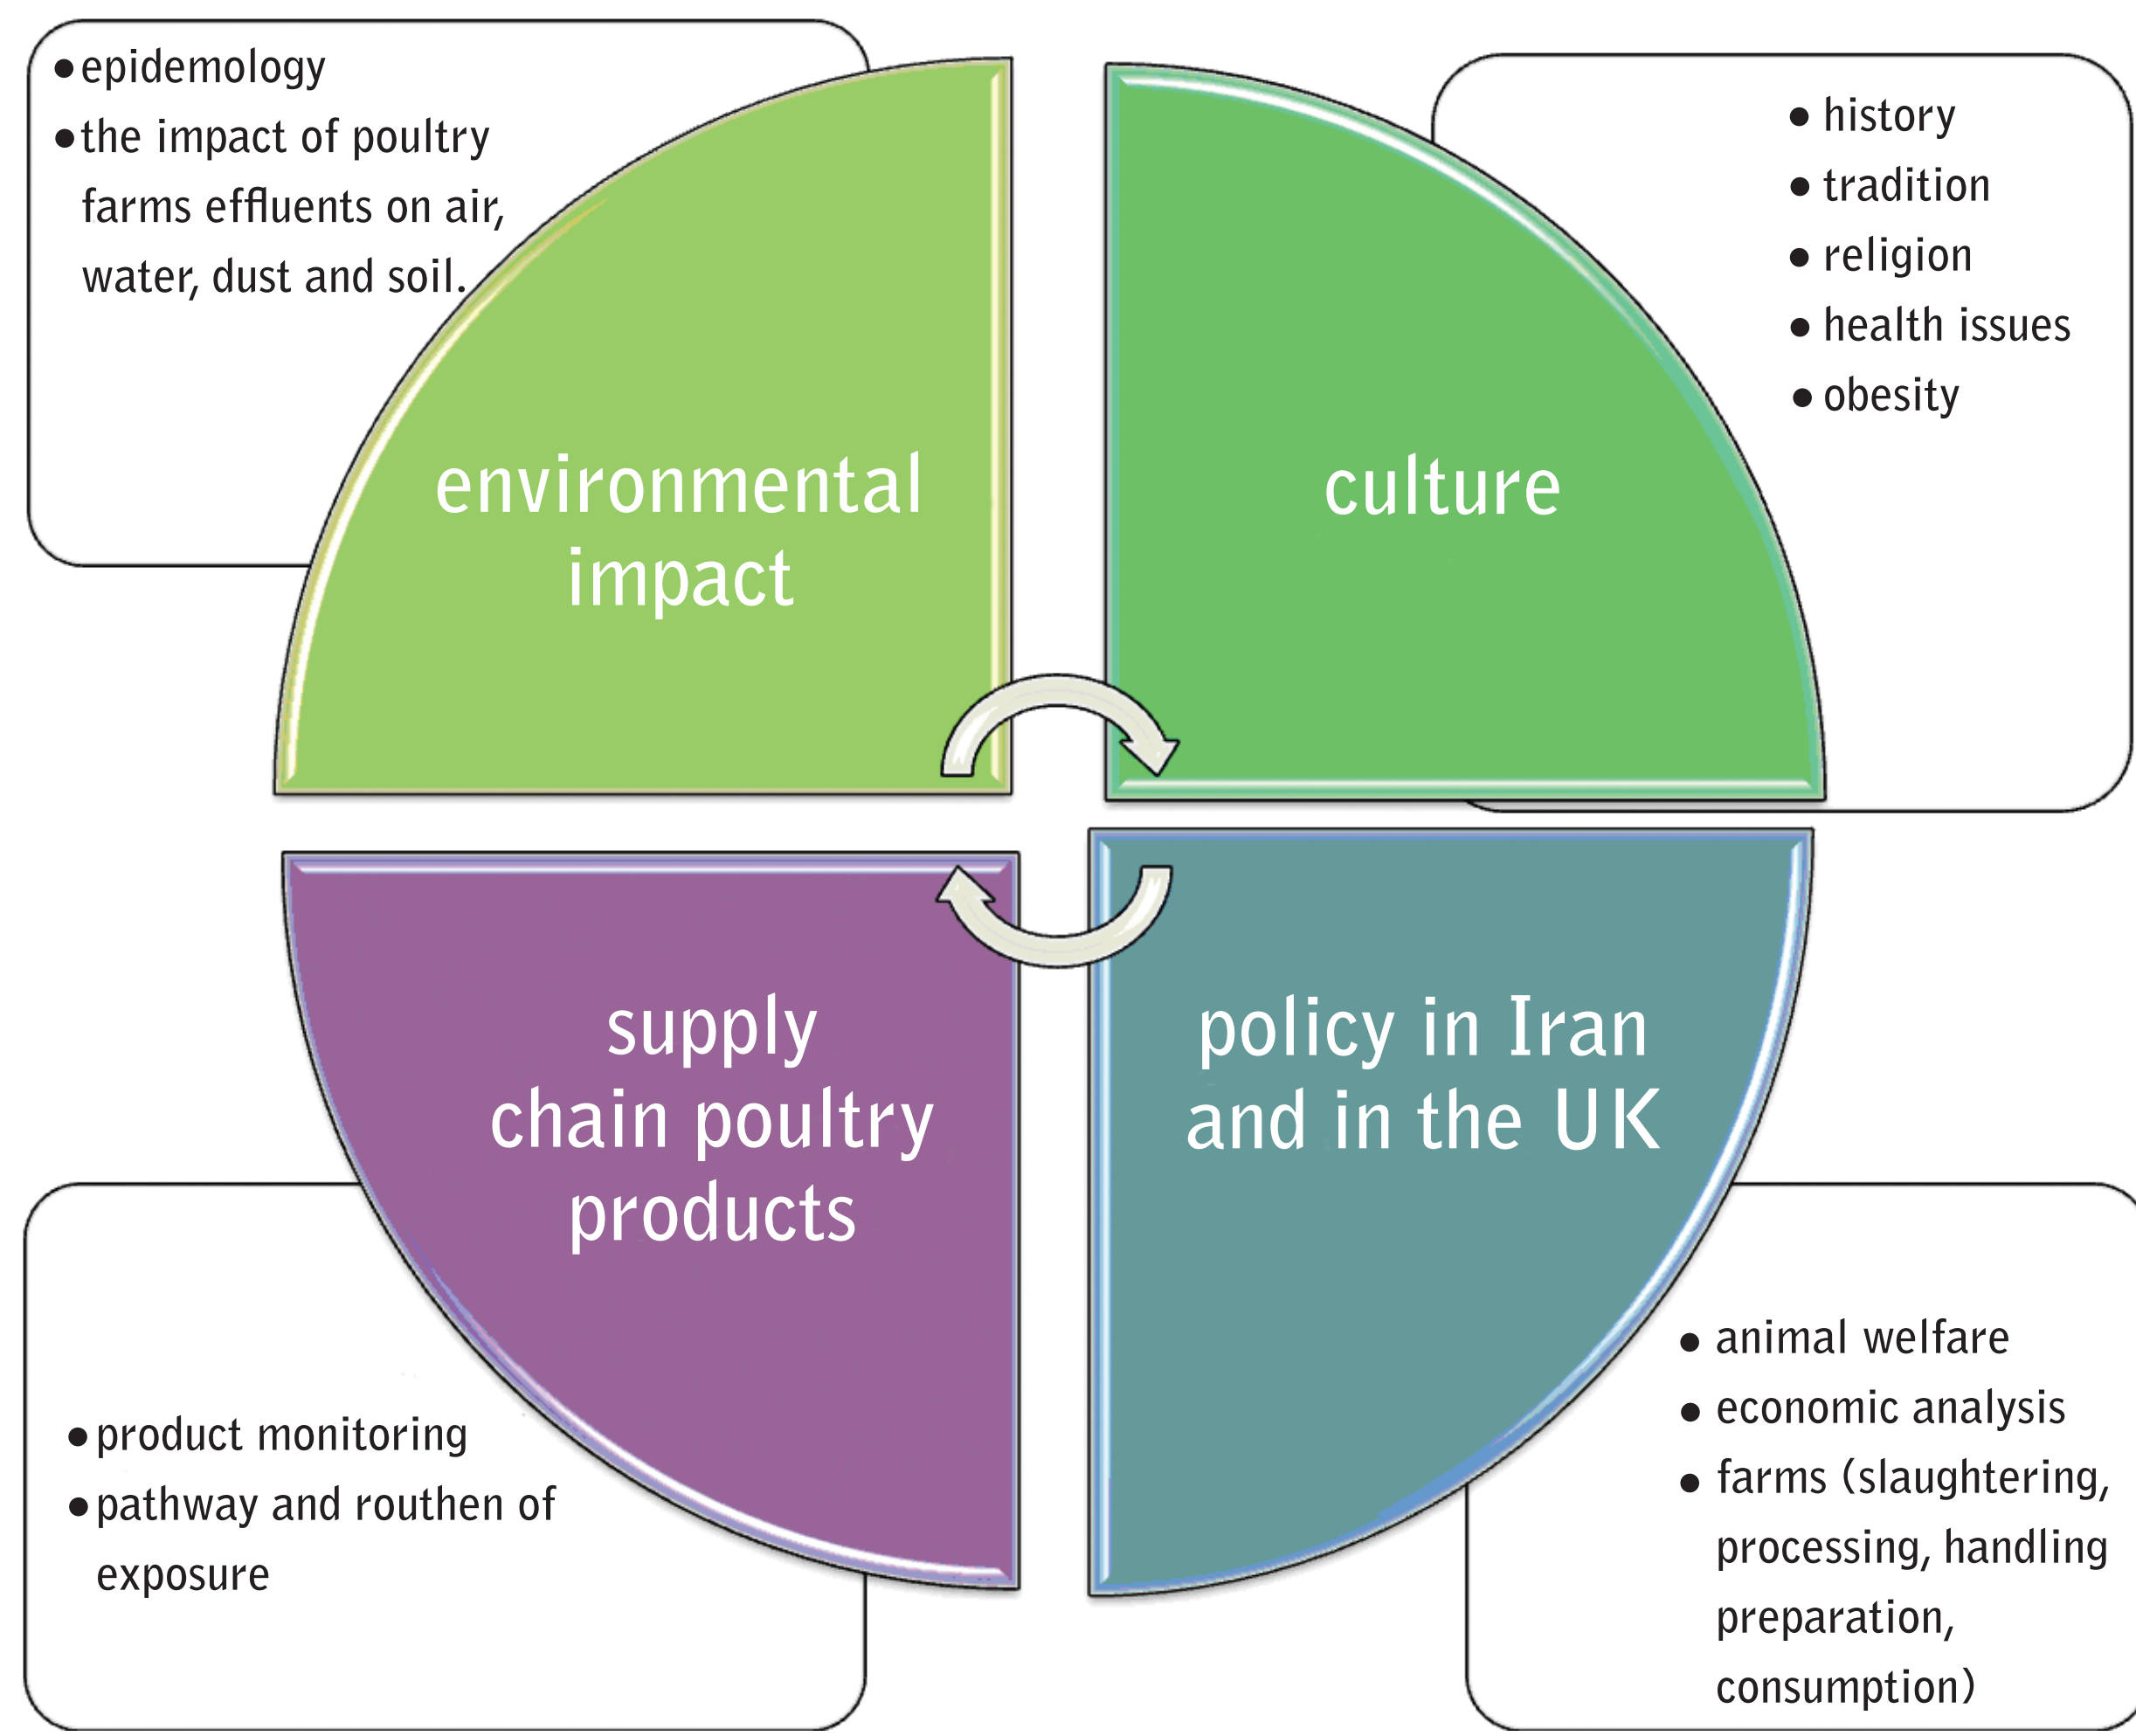 • epidemology
• the impact of poultry
farms effluents on air,
water, dust and soil.
environmental
impact
• history
• tradition
• religion
• health issues
• obesity
culture
supply
chain poultry
products
• product monitoring
• pathway and routhen of
exposure
policy in Iran
and in the UK
• animal welfare
• economic analysis
• farms (slaughtering,
processing, handling
preparation,
consumption)